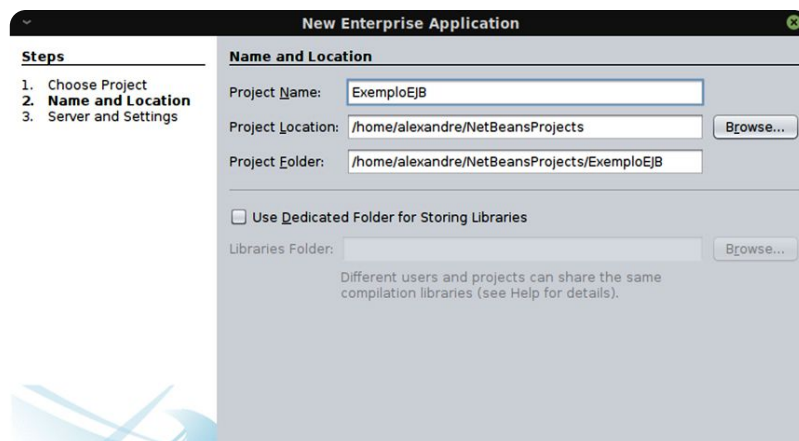 New Enterprise Application
Steps
1. Choose Project
2. Name and Location
3. Server and Settings
Name and Location
Project Name: ExemploEJB
Project Location: /home/alexandre/NetBeansProjects Browse...
Project Folder: /home/alexandre/NetBeansProjects/ExemploEJB
Use Dedicated Folder for Storing Libraries
Libraries Folder: Browse...
Different users and projects can share the same
compilation libraries (see Help for details).